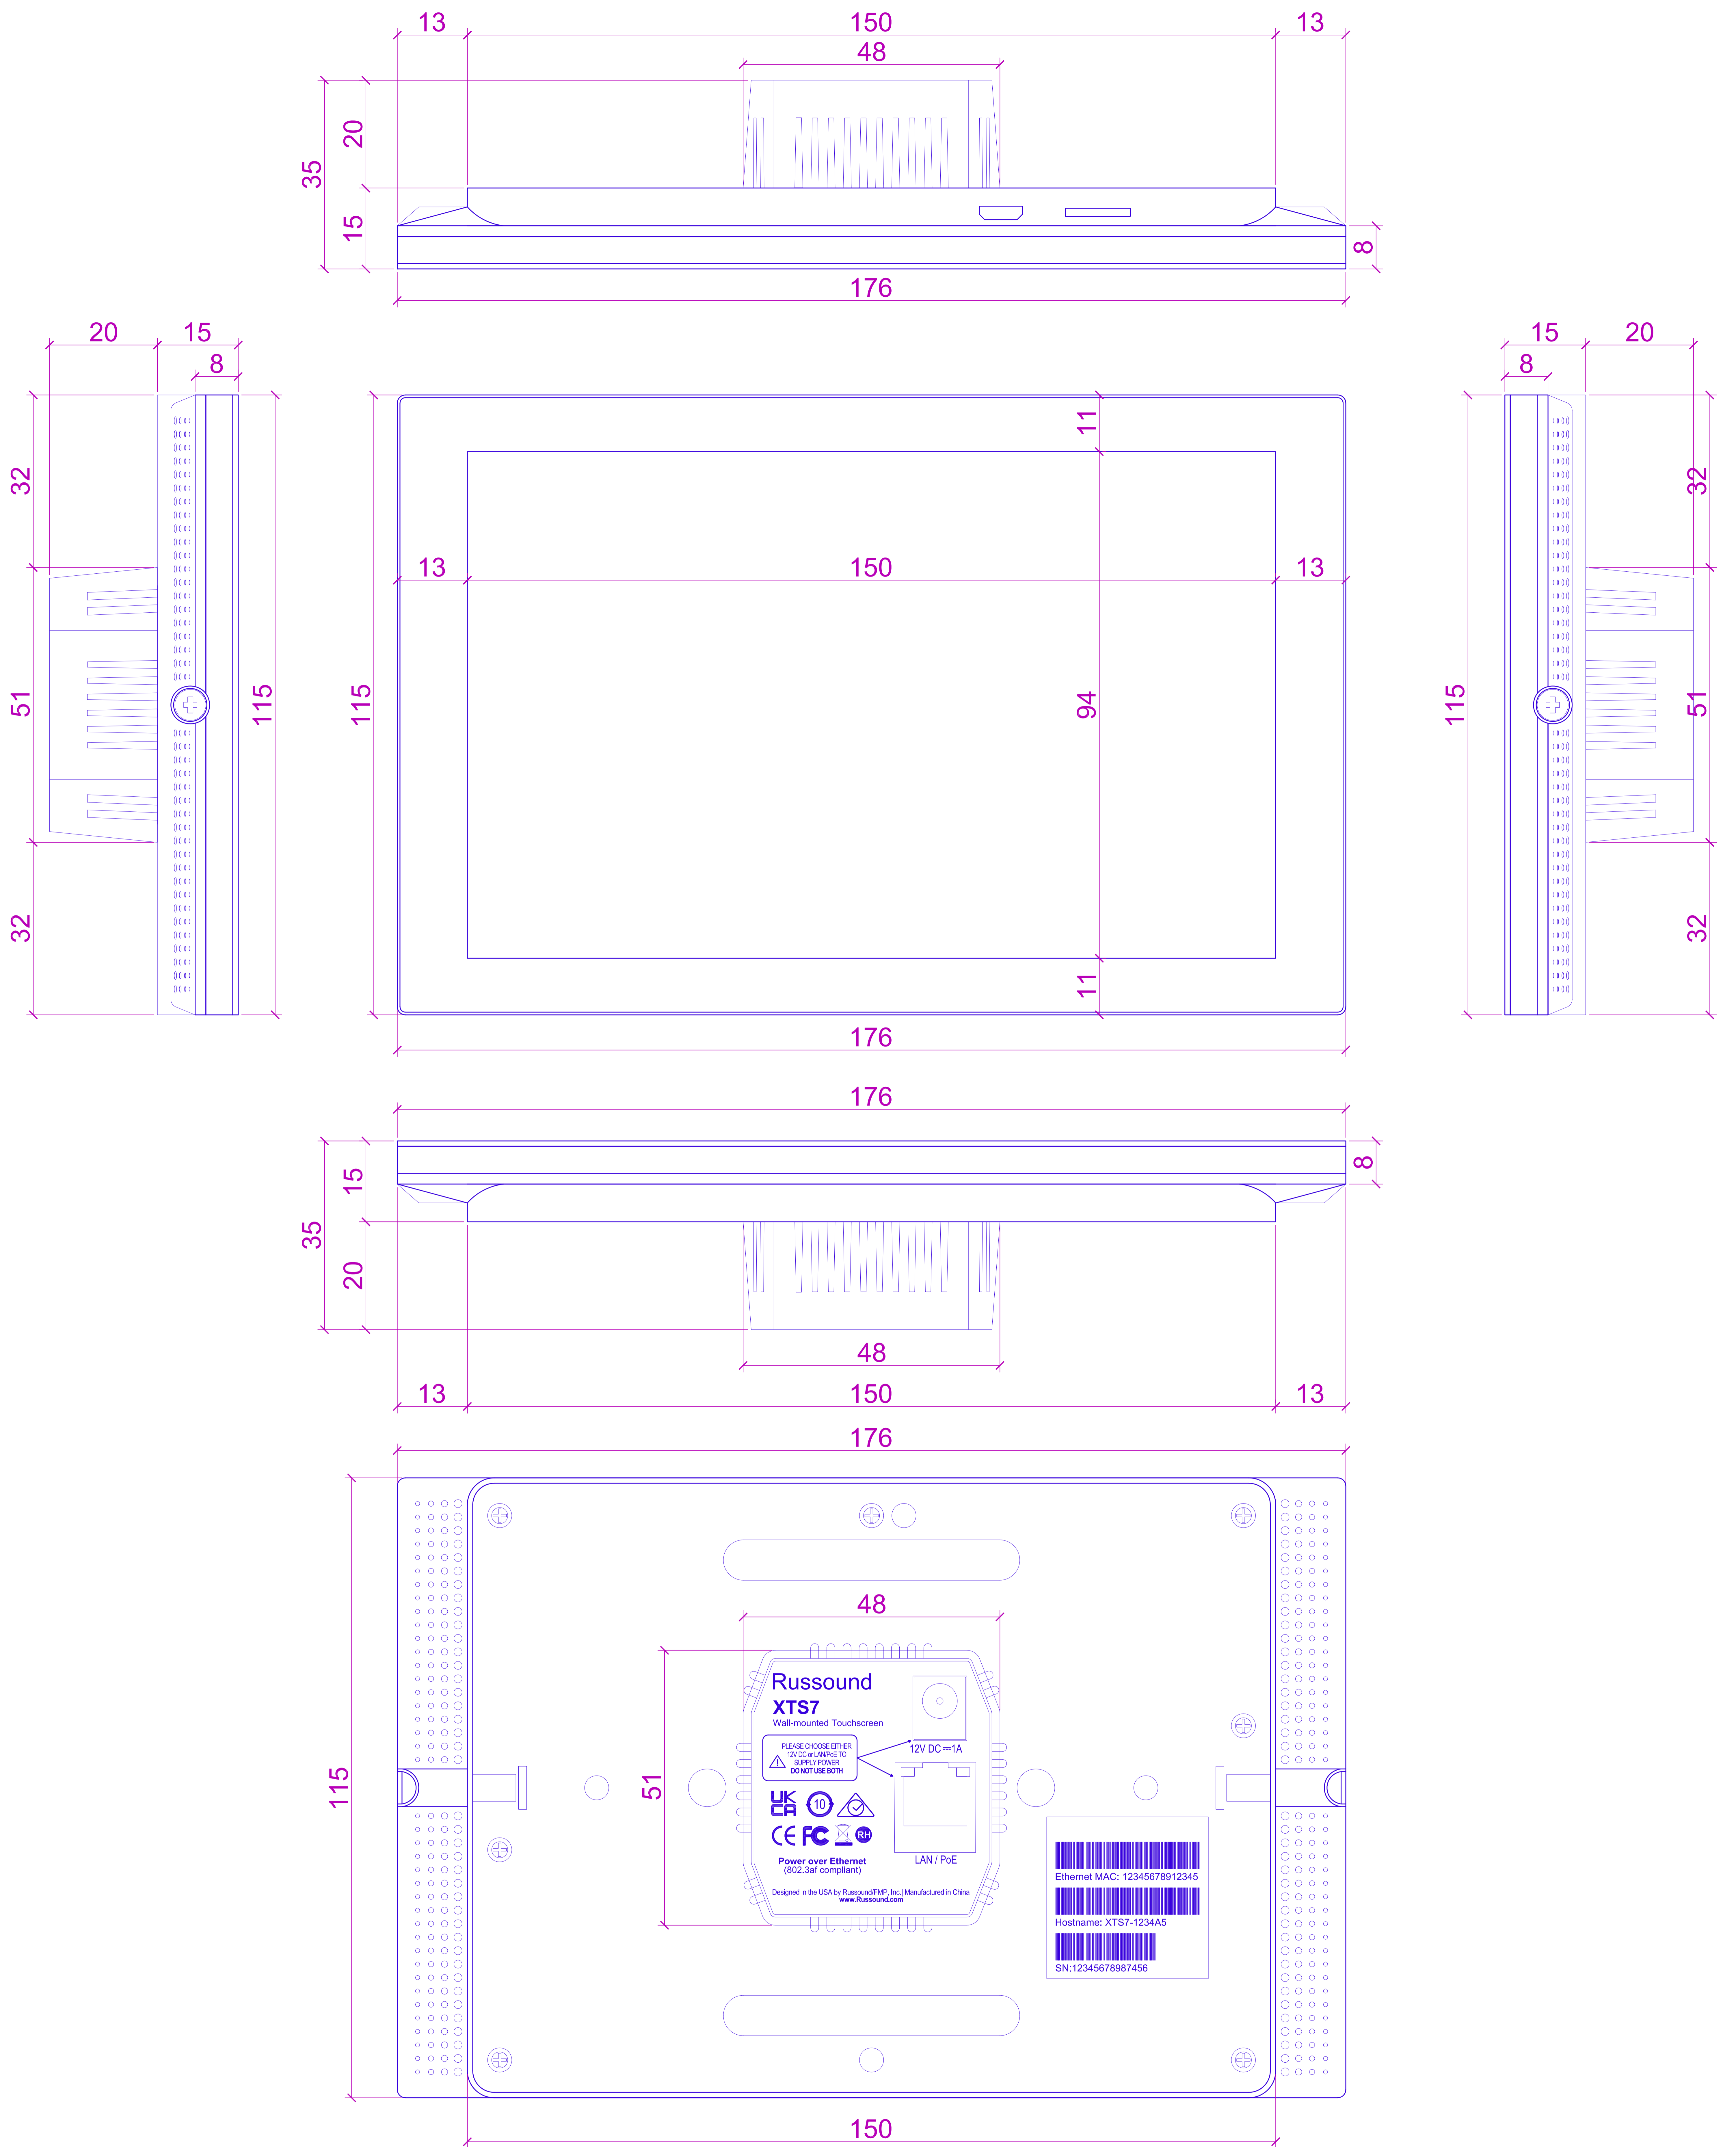 13 150 13
48
20
35
15
8
176
20 15
8
15 20
8
32
11
32
13 150 13
51
115
115
94
115
51
32
11
32
176
176
15
8
35
20
48
13 150 13
176
48
Russound
XTS7
Wall-mounted Touchscreen
PLEASE CHOOSE EITHER
12V DC or LAN/PoE TO
SUPPLY POWER
DO NOT USE BOTH
12V DC ⎓ 1A
115
51
UK
CA
10
CE FC RH
Power over Ethernet
(802.3af compliant)
LAN / PoE
Designed in the USA by Russound/FMP, Inc.| Manufactured in China
www.Russound.com
Ethernet MAC: 12345678912345
Hostname: XTS7-1234A5
SN:12345678987456
150